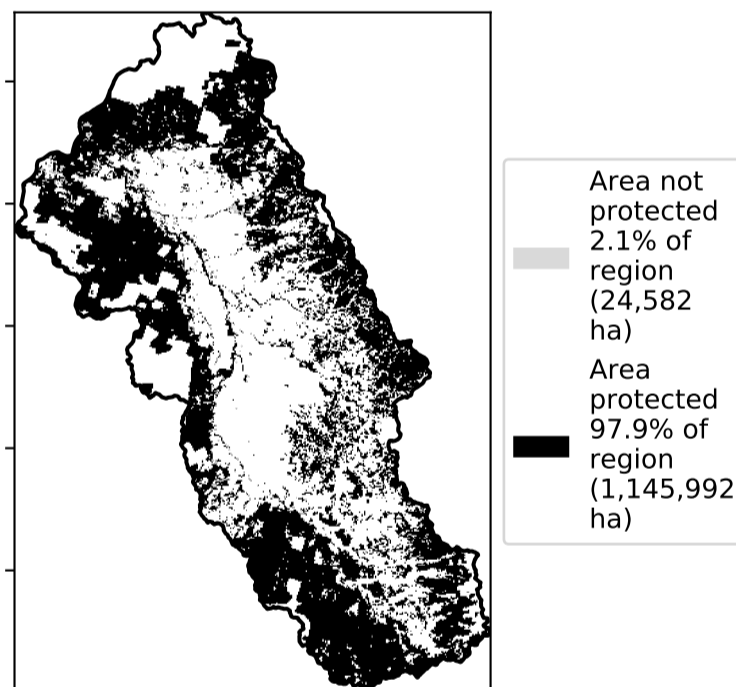 Area not
protected
2.1% of
region
(24,582
ha)
Area
protected
97.9% of
region
(1,145,992
ha)